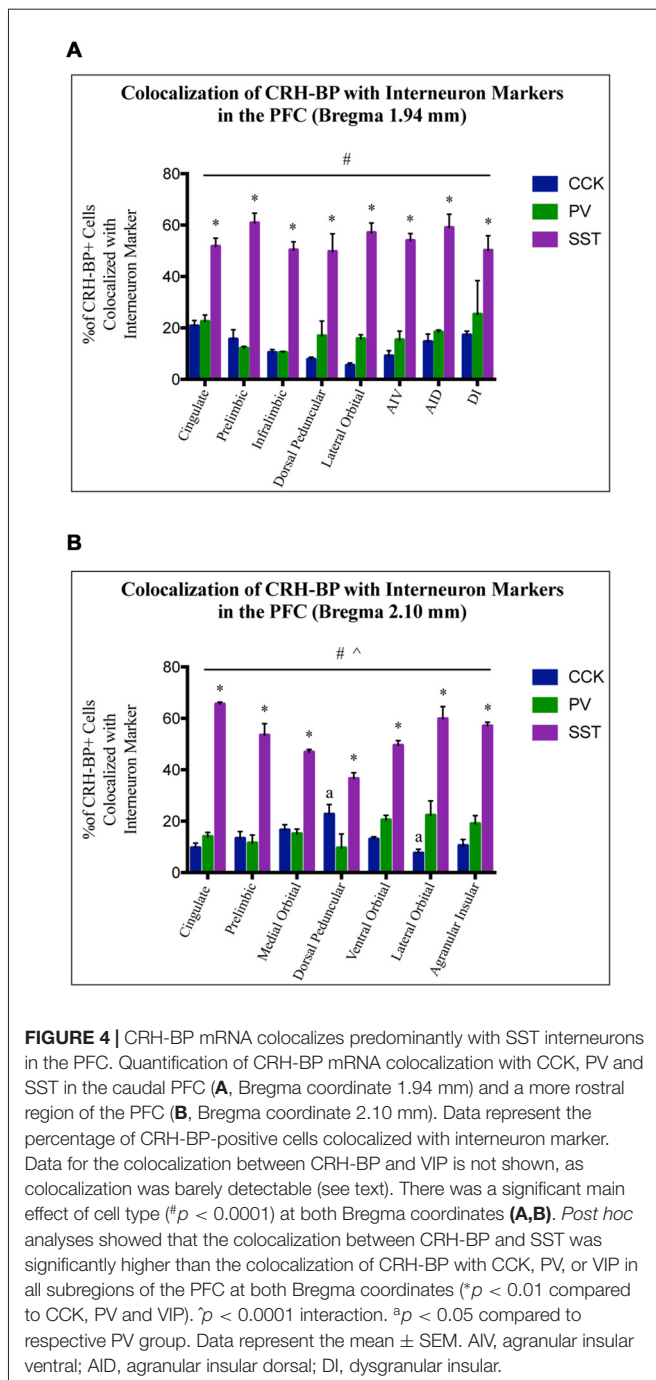 A
Colocalization of CRH-BP with Interneuron Markers
in the PFC (Bregma 1.94 mm)
%of CRH-BP+ Cells
Colocalized with
Interneuron Marker
80
60
40
20
0
#
* * * * * * * *
CCK
PV
SST
Cingulate
Prelimbic
Infralimbic
Dorsal Peduncular
Lateral Orbital
AIV
AID
DI
B
Colocalization of CRH-BP with Interneuron Markers
in the PFC (Bregma 2.10 mm)
%of CRH-BP+ Cells
Colocalized with
Interneuron Marker
80
60
40
20
0
# ^
* * * * * * *
a a
CCK
PV
SST
Cingulate
Prelimbic
Medial Orbital
Dorsal Peduncular
Ventral Orbital
Lateral Orbital
Agranular Insular
FIGURE 4 | CRH-BP mRNA colocalizes predominantly with SST interneurons
in the PFC. Quantification of CRH-BP mRNA colocalization with CCK, PV and
SST in the caudal PFC (A, Bregma coordinate 1.94 mm) and a more rostral
region of the PFC (B, Bregma coordinate 2.10 mm). Data represent the
percentage of CRH-BP-positive cells colocalized with interneuron marker.
Data for the colocalization between CRH-BP and VIP is not shown, as
colocalization was barely detectable (see text). There was a significant main
effect of cell type (#p < 0.0001) at both Bregma coordinates (A,B). Post hoc
analyses showed that the colocalization between CRH-BP and SST was
significantly higher than the colocalization of CRH-BP with CCK, PV, or VIP in
all subregions of the PFC at both Bregma coordinates (*p < 0.01 compared
to CCK, PV and VIP). ^p < 0.0001 interaction. ap < 0.05 compared to
respective PV group. Data represent the mean ± SEM. AIV, agranular insular
ventral; AID, agranular insular dorsal; DI, dysgranular insular.